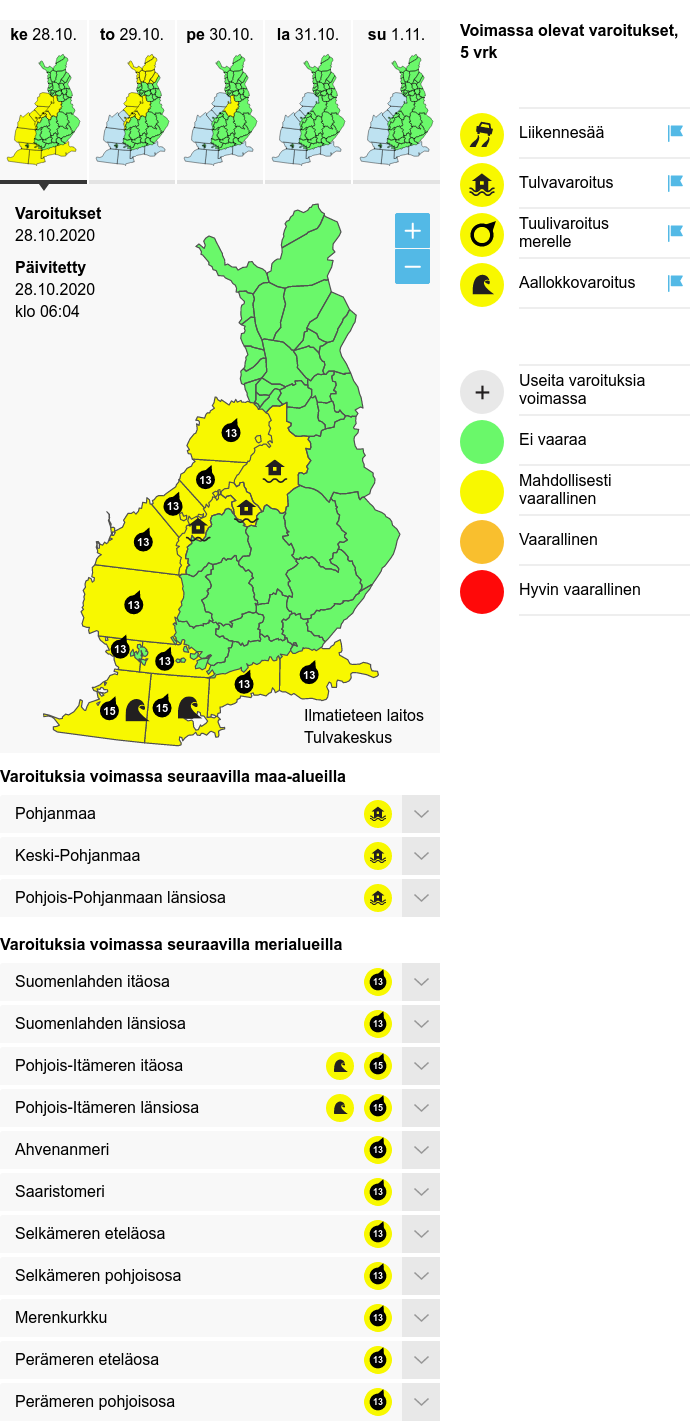 ke 28.10.
to 29.10.
pe 30.10.
la 31.10.
su 1.11.
Varoitukset
28.10.2020
Päivitetty
28.10.2020
klo 06:04
+
−
13
13
13
13
13
13
13
13
13
15
15
Ilmatieteen laitos
Tulvakeskus
Voimassa olevat varoitukset,
5 vrk
Liikennesää
Tulvavaroitus
Tuulivaroitus
merelle
Aallokkovaroitus
+
Useita varoituksia
voimassa
Ei vaaraa
Mahdollisesti
vaarallinen
Vaarallinen
Hyvin vaarallinen
Varoituksia voimassa seuraavilla maa-alueilla
Pohjanmaa
Keski-Pohjanmaa
Pohjois-Pohjanmaan länsiosa
Varoituksia voimassa seuraavilla merialueilla
Suomenlahden itäosa 13
Suomenlahden länsiosa 13
Pohjois-Itämeren itäosa 15
Pohjois-Itämeren länsiosa 15
Ahvenanmeri 13
Saaristomeri 13
Selkämeren eteläosa 13
Selkämeren pohjoisosa 13
Merenkurkku 13
Perämeren eteläosa 13
Perämeren pohjoisosa 13